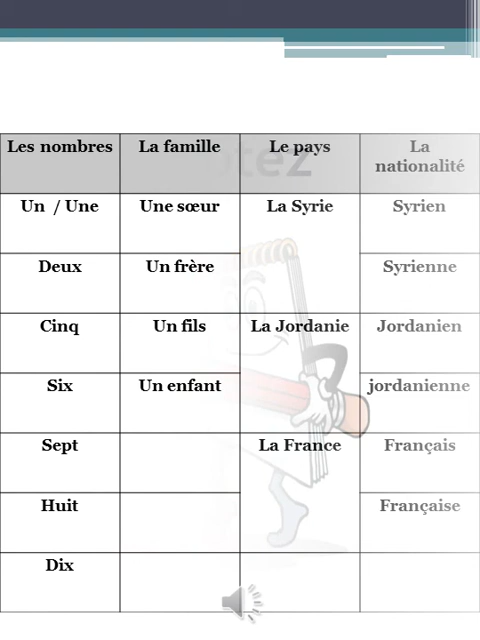 Les nombres La famille Le pays La nationalité
Un / Une Une sœur La Syrie Syrien
Deux Un frère Syrienne
Cinq Un fils La Jordanie Jordanien
Six Un enfant jordanienne
Sept La France Français
Huit Française
Dix